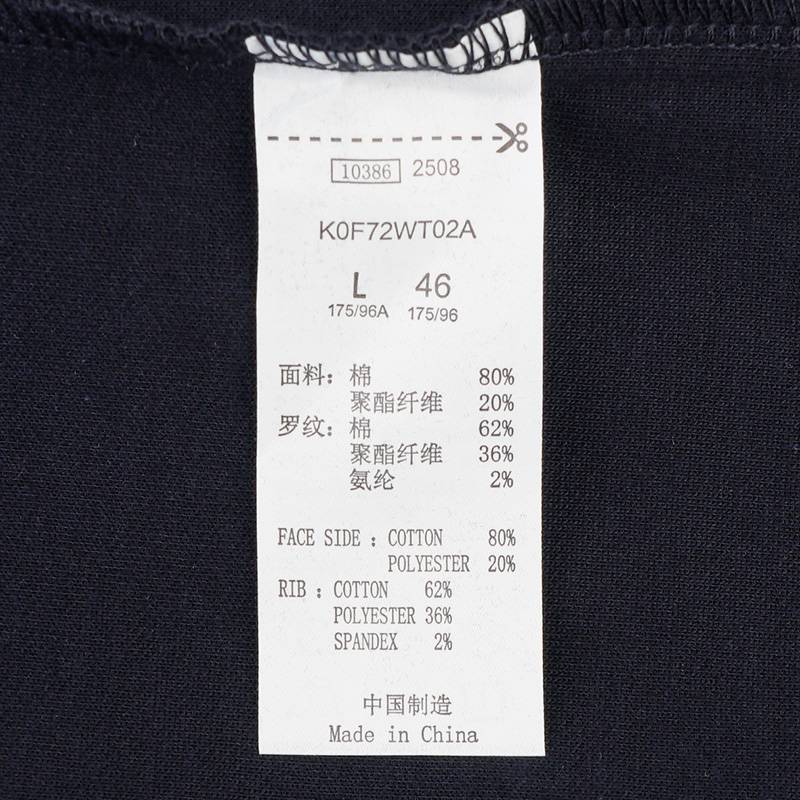 10386 2508
K0F72WT02A
L 46
175/96A 175/96
面料: 棉 80%
聚酯纤维 20%
罗纹: 棉 62%
聚酯纤维 36%
氨纶 2%
FACE SIDE : COTTON 80%
POLYESTER 20%
RIB : COTTON 62%
POLYESTER 36%
SPANDEX 2%
中国制造
Made in China